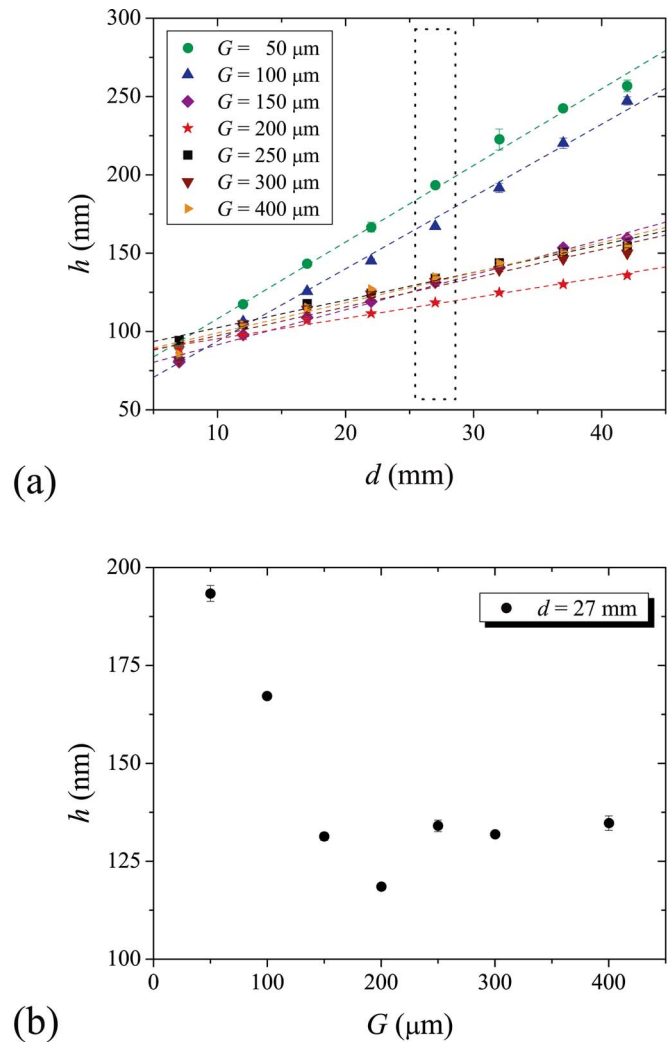 300
250
200
150
100
50
h (nm)
G = 50 μm
G = 100 μm
G = 150 μm
G = 200 μm
G = 250 μm
G = 300 μm
G = 400 μm
10 20 30 40
d (mm)
(a)
200
175
150
125
100
h (nm)
d = 27 mm
0 100 200 300 400
G (μm)
(b)